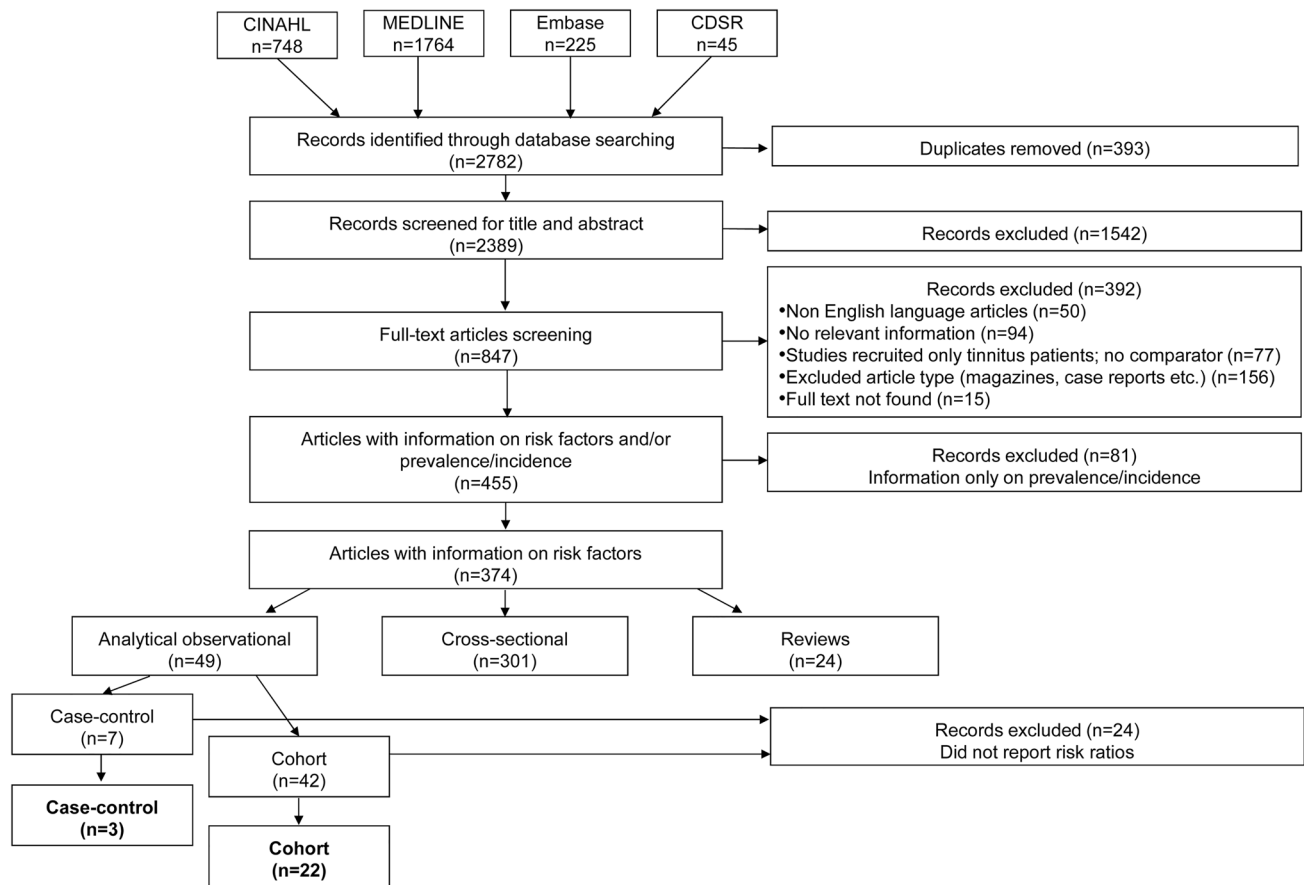 CINAHL
n=748
MEDLINE
n=1764
Embase
n=225
CDSR
n=45
Records identified through database searching
(n=2782)
Duplicates removed (n=393)
Records screened for title and abstract
(n=2389)
Records excluded (n=1542)
Full-text articles screening
(n=847)
Records excluded (n=392)
•Non English language articles (n=50)
•No relevant information (n=94)
•Studies recruited only tinnitus patients; no comparator (n=77)
•Excluded article type (magazines, case reports etc.) (n=156)
•Full text not found (n=15)
Articles with information on risk factors and/or
prevalence/incidence
(n=455)
Records excluded (n=81)
Information only on prevalence/incidence
Articles with information on risk factors
(n=374)
Analytical observational
(n=49)
Cross-sectional
(n=301)
Reviews
(n=24)
Case-control
(n=7)
Cohort
(n=42)
Records excluded (n=24)
Did not report risk ratios
Case-control
(n=3)
Cohort
(n=22)